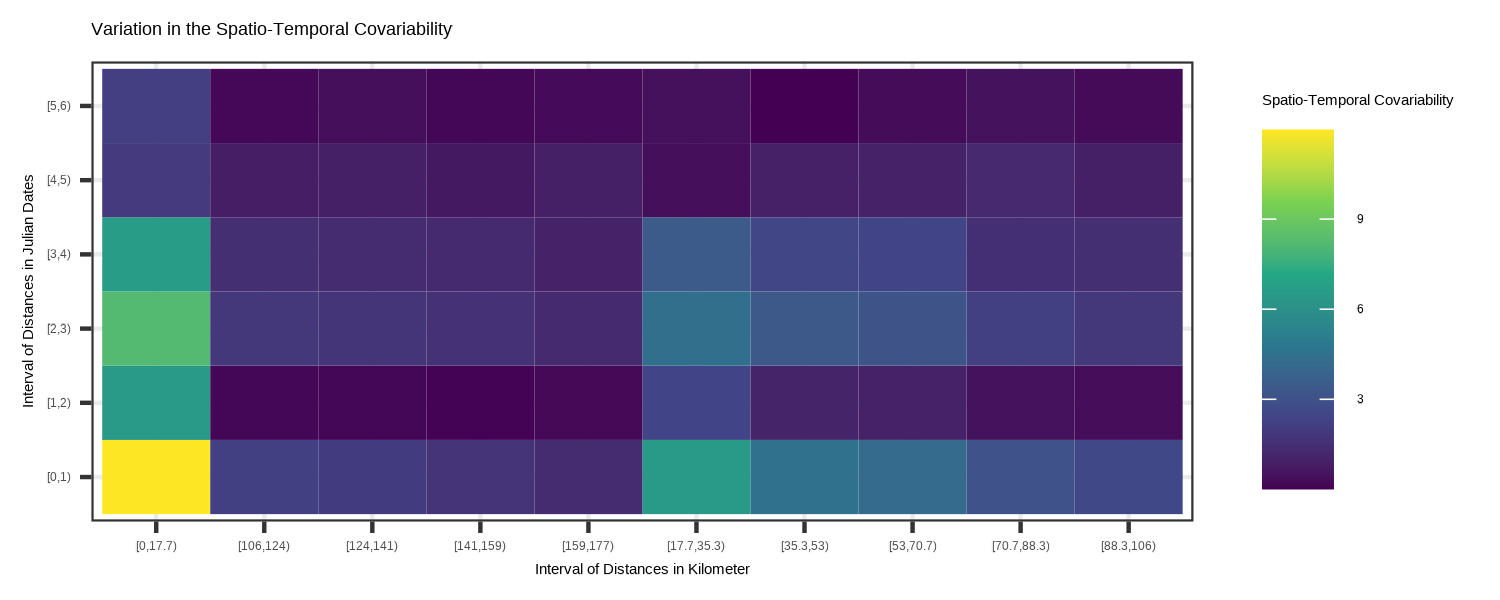 Variation in the Spatio-Temporal Covariability
Interval of Distances in Julian Dates
[5,6)
[4,5)
[3,4)
[2,3)
[1,2)
[0,1)
[0,17.7) [106,124) [124,141) [141,159) [159,177) [17.7,35.3) [35.3,53) [53,70.7) [70.7,88.3) [88.3,106)
Interval of Distances in Kilometer
Spatio-Temporal Covariability
9
6
3